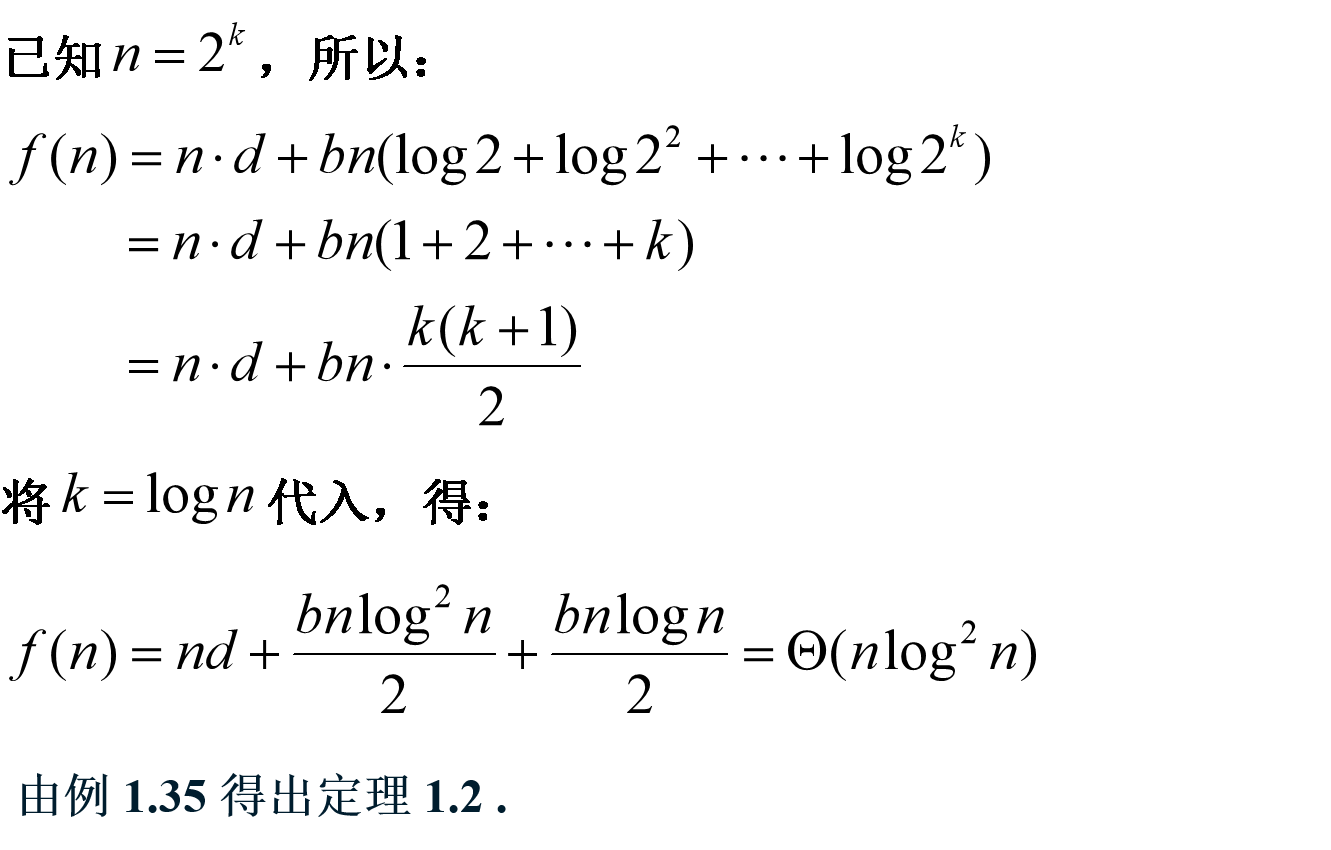 已知 n = 2^k ，所以：
f(n) = n·d + bn(log 2 + log 2^2 + ⋯ + log 2^k)
= n·d + bn(1 + 2 + ⋯ + k)
= n·d + bn· k(k+1)/2
将 k = log n 代入，得：
f(n) = nd + bn log^2 n/2 + bn log n/2 = Θ(n log^2 n)
由例 1.35 得出定理 1.2 .